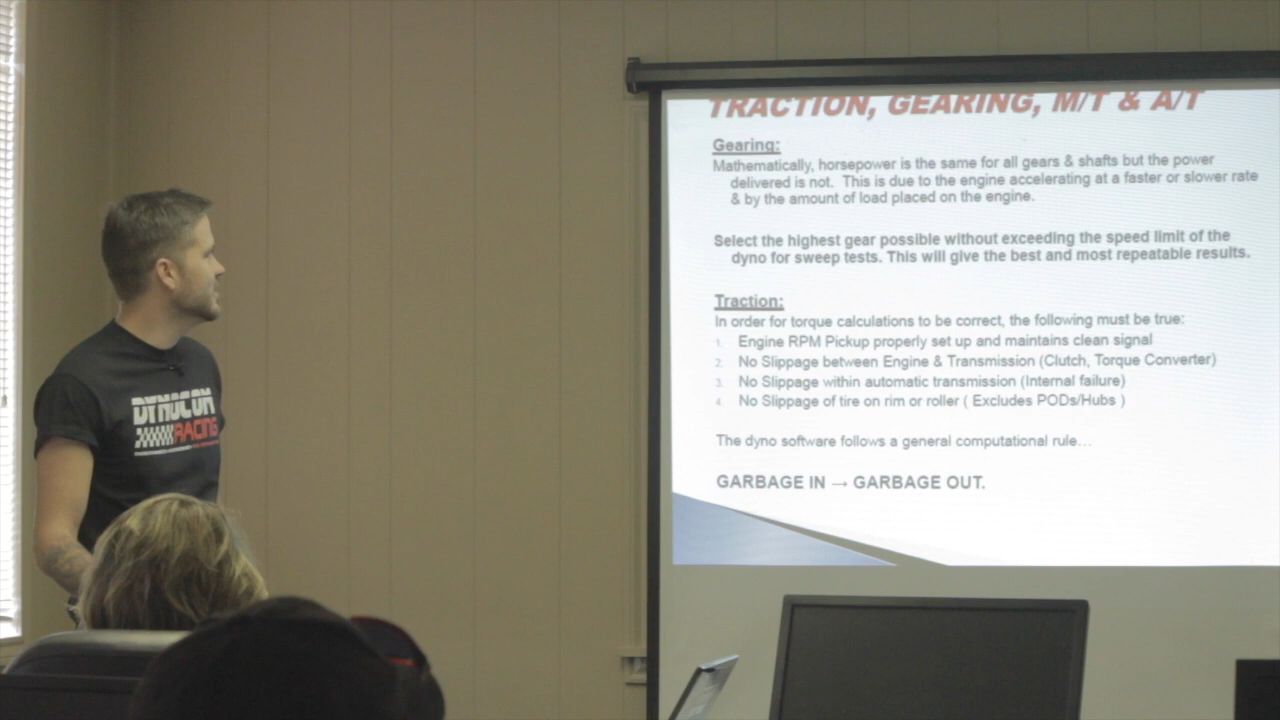 TRACTION, GEARING, M/T & A/T
Gearing:
Mathematically, horsepower is the same for all gears & shafts but the power
delivered is not. This is due to the engine accelerating at a faster or slower rate
& by the amount of load placed on the engine.
Select the highest gear possible without exceeding the speed limit of the
dyno for sweep tests. This will give the best and most repeatable results.
Traction:
In order for torque calculations to be correct, the following must be true:
1. Engine RPM Pickup properly set up and maintains clean signal
2. No Slippage between Engine & Transmission (Clutch, Torque Converter)
3. No Slippage within automatic transmission (Internal failure)
4. No Slippage of tire on rim or roller ( Excludes PODs/Hubs )
The dyno software follows a general computational rule...
GARBAGE IN → GARBAGE OUT.
DYNOCOM
RACING